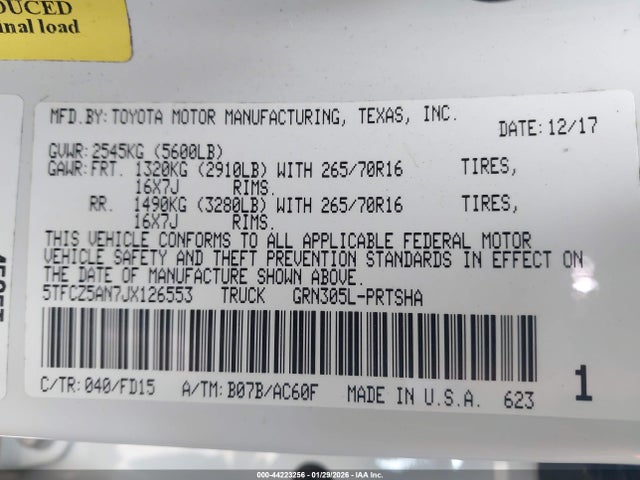 DUCED
inal load
MFD.BY: TOYOTA MOTOR MANUFACTURING, TEXAS, INC.
DATE: 12/17
GVWR: 2545KG (5600LB)
GAWR: FRT. 1320KG (2910LB) WITH 265/70R16 TIRES,
16X7J RIMS.
RR. 1490KG (3280LB) WITH 265/70R16 TIRES,
16X7J RIMS.
THIS VEHICLE CONFORMS TO ALL APPLICABLE FEDERAL MOTOR
VEHICLE SAFETY AND THEFT PREVENTION STANDARDS IN EFFECT ON
THE DATE OF MANUFACTURE SHOWN ABOVE.
5TFCZ5AN7JX126553 TRUCK GRN305L-PRTSHA
C/TR: 040/FD15 A/TM: B07B/AC60F MADE IN U.S.A. 623
1
000-44223256 - 01/29/2026 - IAA Inc.